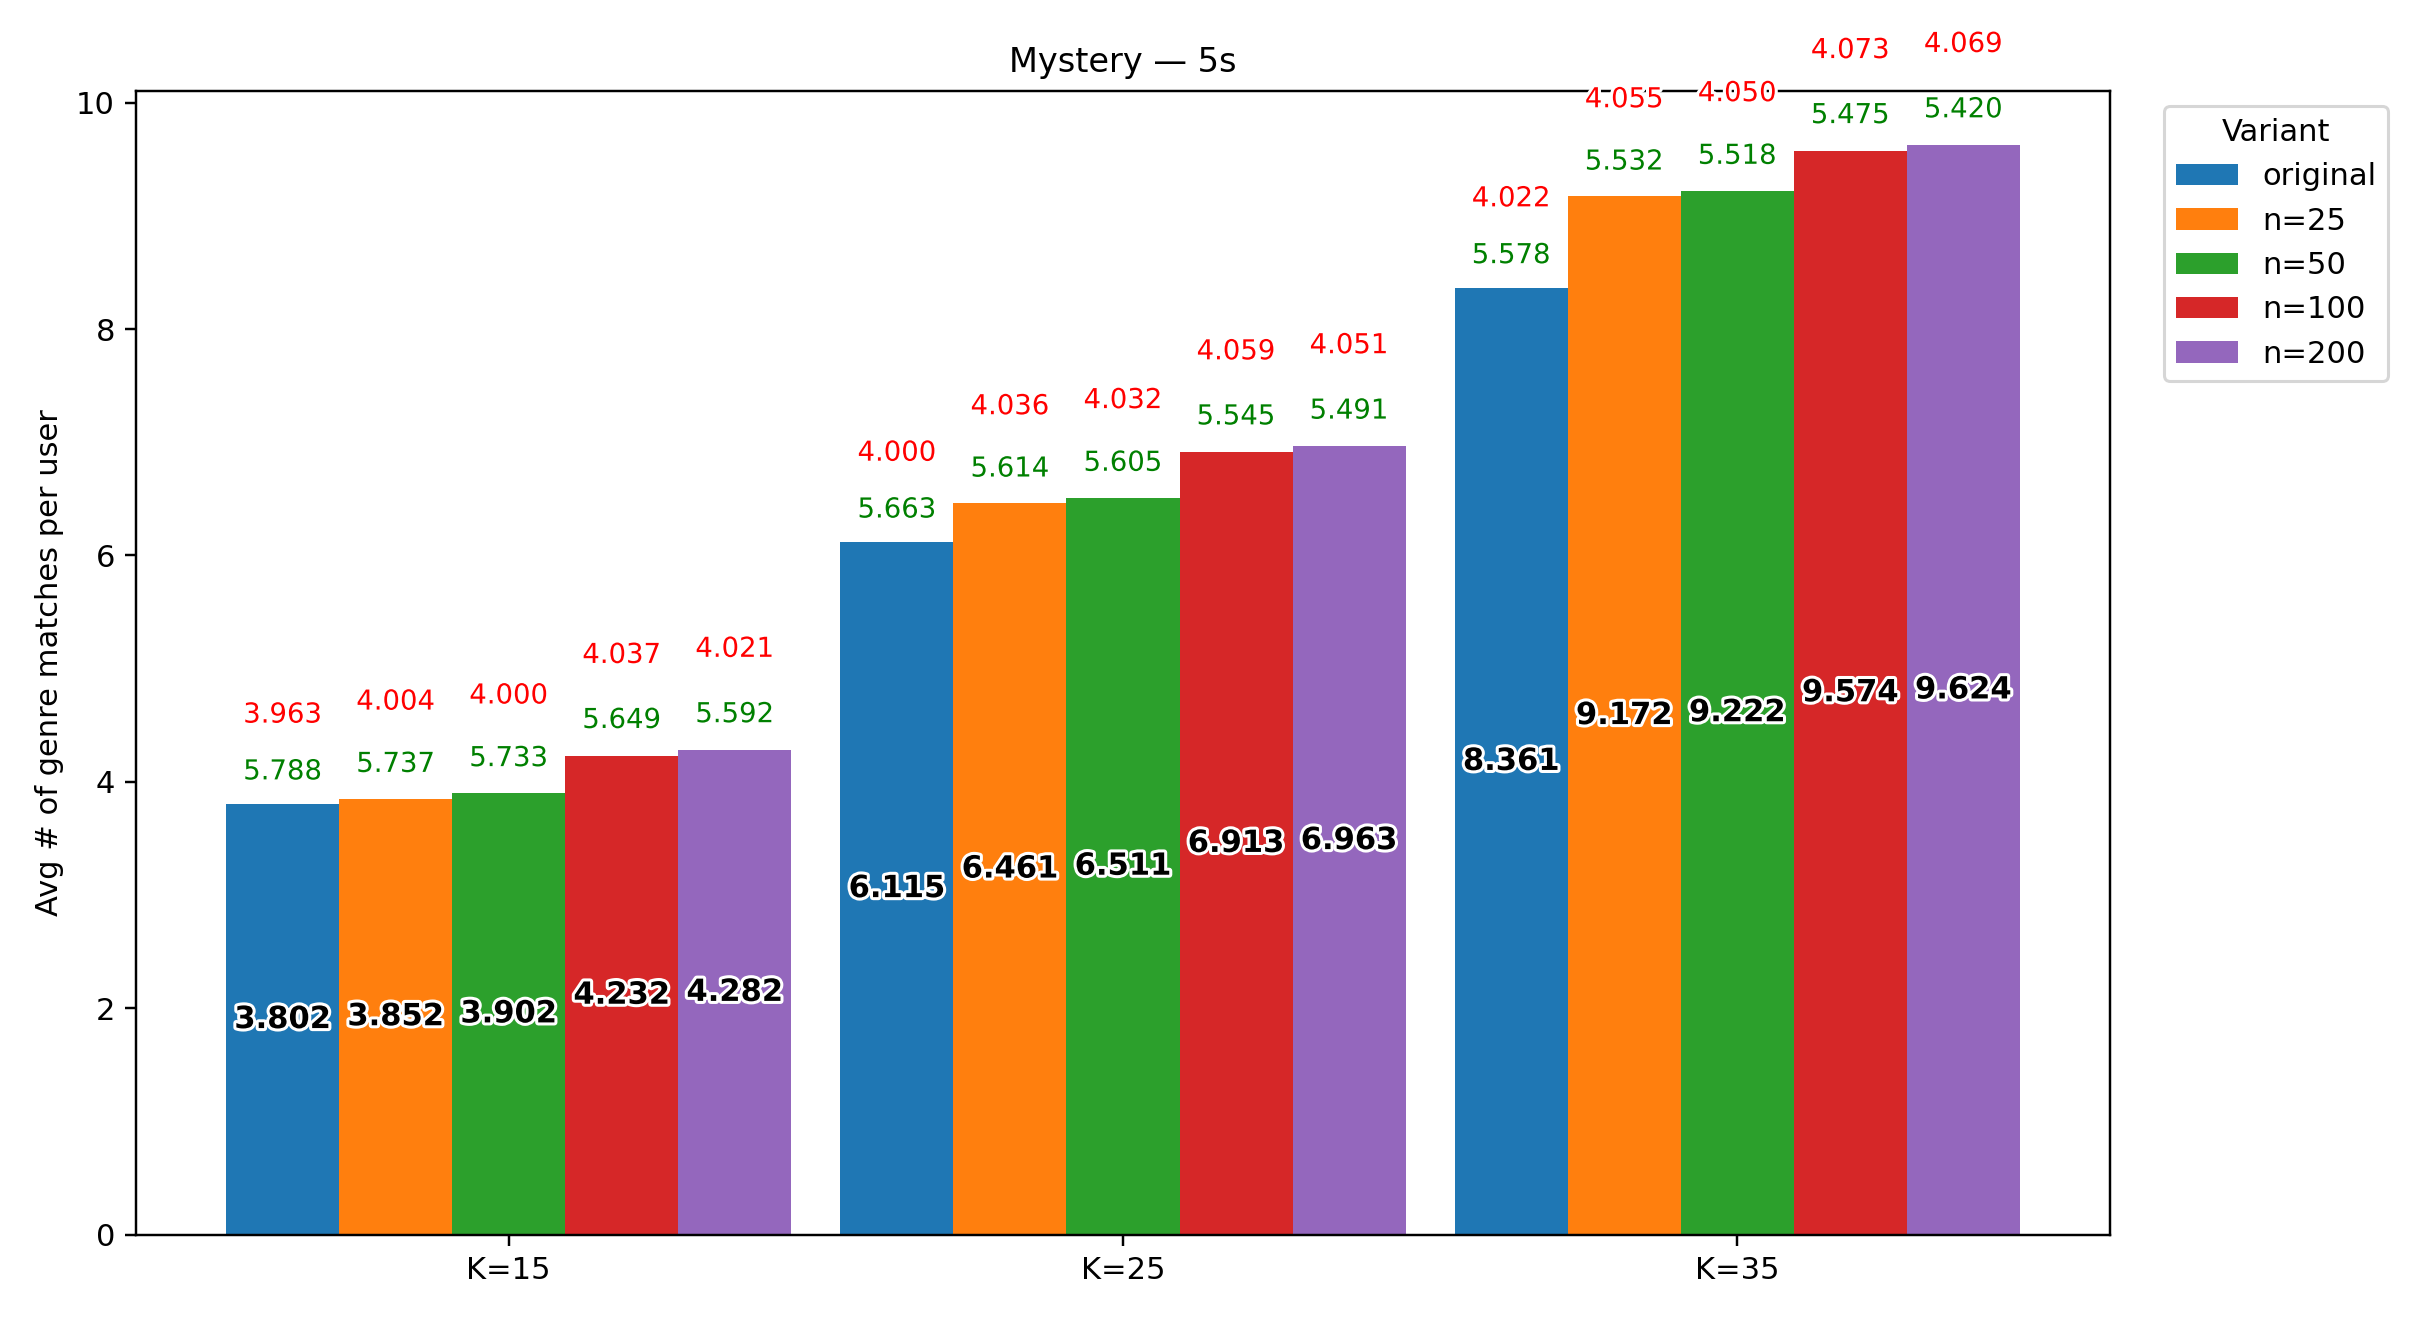 Mystery — 5s
Avg # of genre matches per user
10
8
6
4
2
0
3.963 4.004 4.000 4.037 4.021
5.788 5.737 5.733 5.649 5.592
3.802 3.852 3.902 4.232 4.282
4.000 4.036 4.032 4.059 4.051
5.663 5.614 5.605 5.545 5.491
6.115 6.461 6.511 6.913 6.963
4.022 4.055 4.050 4.073 4.069
5.578 5.532 5.518 5.475 5.420
8.361 9.172 9.222 9.574 9.624
K=15 K=25 K=35
Variant
original
n=25
n=50
n=100
n=200